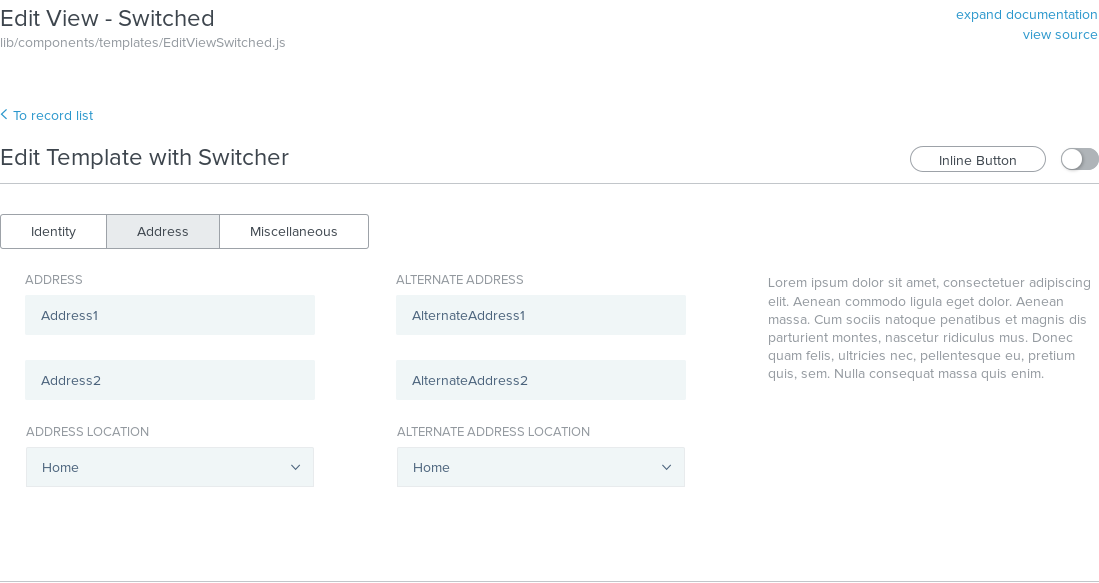 Edit View - Switched
lib/components/templates/EditViewSwitched.js
expand documentation
view source
To record list
Edit Template with Switcher
Inline Button
Identity
Address
Miscellaneous
ADDRESS
Address1
Address2
ADDRESS LOCATION
Home
ALTERNATE ADDRESS
AlternateAddress1
AlternateAddress2
ALTERNATE ADDRESS LOCATION
Home
Lorem ipsum dolor sit amet, consectetuer adipiscing
elit. Aenean commodo ligula eget dolor. Aenean
massa. Cum sociis natoque penatibus et magnis dis
parturient montes, nascetur ridiculus mus. Donec
quam felis, ultricies nec, pellentesque eu, pretium
quis, sem. Nulla consequat massa quis enim.